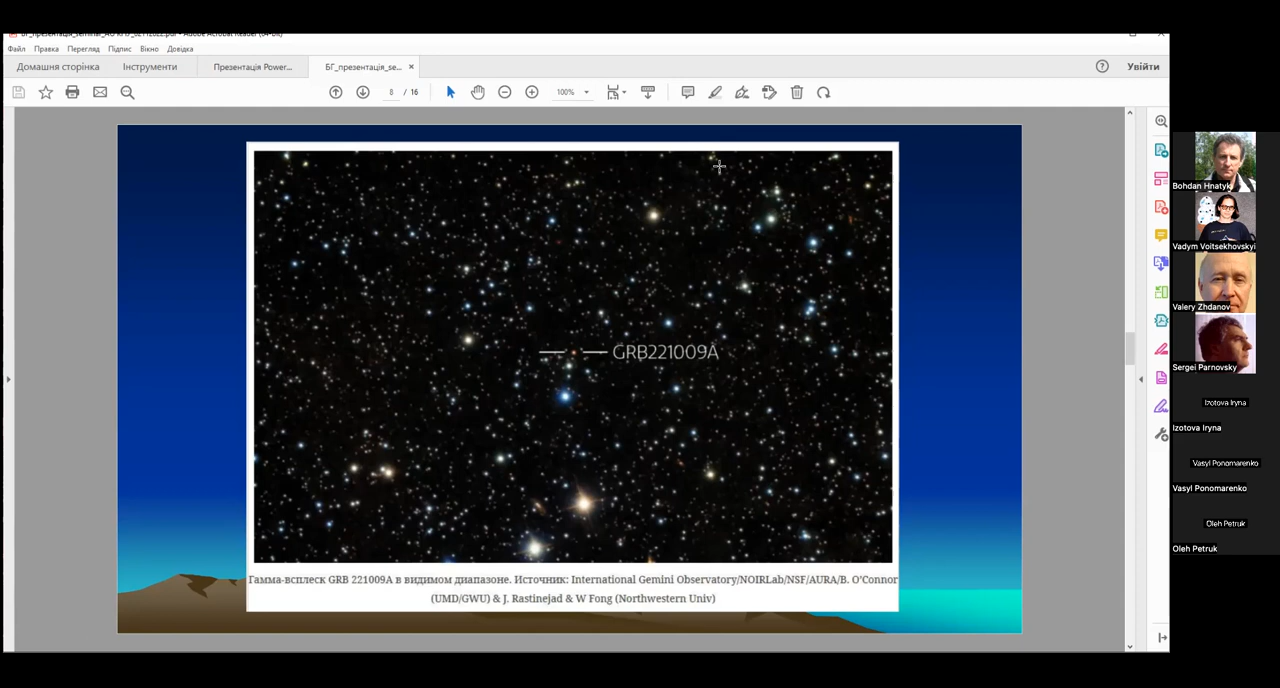 Файл Правка Перегляд Підпис Вікно Довідка
Домашня сторінка Інструменти Презентація Power... БГ_презентація_se... × ? Увійти
8 / 16 100%
GRB221009A
Гамма-всплеск GRB 221009A в видимом диапазоне. Источник: International Gemini Observatory/NOIRLab/NSF/AURA/B. O'Connor
(UMD/GWU) & J. Rastinejad & W Fong (Northwestern Univ)
Bohdan Hnatyk
Vadym Voitsekhovskyi
Valery Zhdanov
Sergei Parnovsky
Izotova Iryna
Izotova Iryna
Vasyl Ponomarenko
Vasyl Ponomarenko
Oleh Petruk
Oleh Petruk